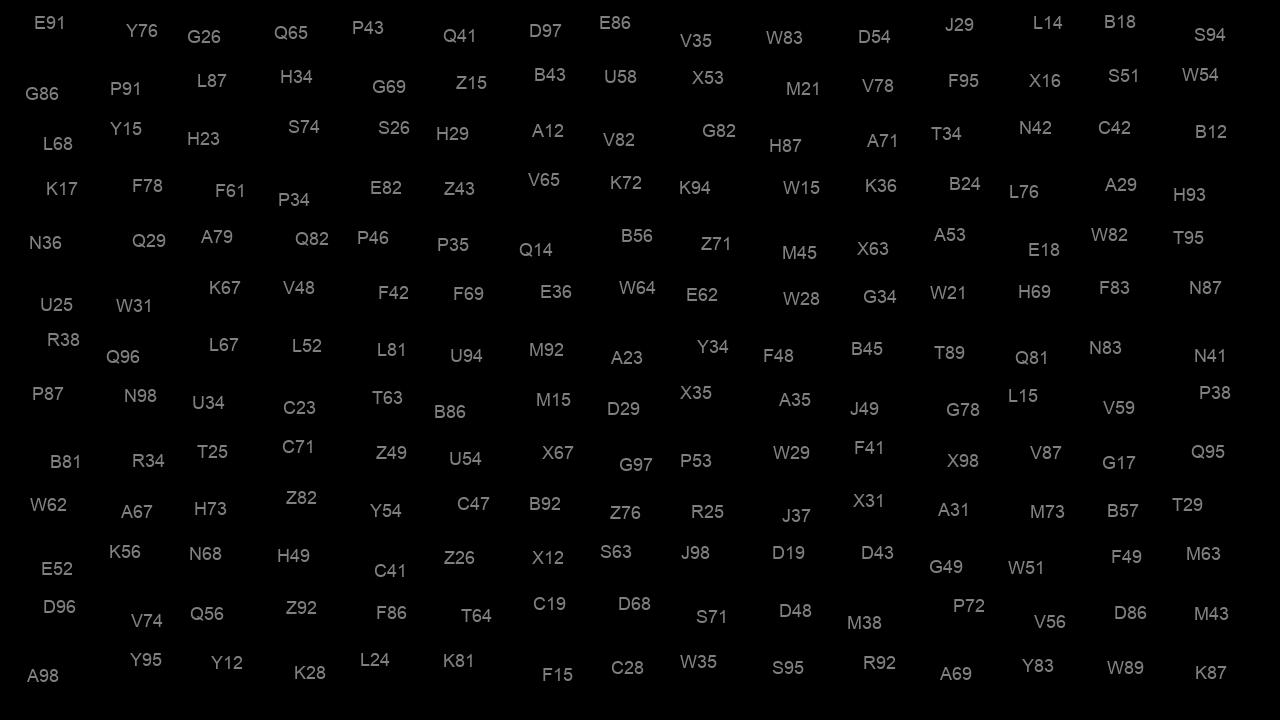 E91 Y76 G26 Q65 P43 Q41 D97 E86 V35 W83 D54 J29 L14 B18 S94
G86 P91 L87 H34 G69 Z15 B43 U58 X53 M21 V78 F95 X16 S51 W54
L68 Y15 H23 S74 S26 H29 A12 V82 G82 H87 A71 T34 N42 C42 B12
K17 F78 F61 P34 E82 Z43 V65 K72 K94 W15 K36 B24 L76 A29 H93
N36 Q29 A79 Q82 P46 P35 Q14 B56 Z71 M45 X63 A53 E18 W82 T95
U25 W31 K67 V48 F42 F69 E36 W64 E62 W28 G34 W21 H69 F83 N87
R38 Q96 L67 L52 L81 U94 M92 A23 Y34 F48 B45 T89 Q81 N83 N41
P87 N98 U34 C23 T63 B86 M15 D29 X35 A35 J49 G78 L15 V59 P38
B81 R34 T25 C71 Z49 U54 X67 G97 P53 W29 F41 X98 V87 G17 Q95
W62 A67 H73 Z82 Y54 C47 B92 Z76 R25 J37 X31 A31 M73 B57 T29
E52 K56 N68 H49 C41 Z26 X12 S63 J98 D19 D43 G49 W51 F49 M63
D96 V74 Q56 Z92 F86 T64 C19 D68 S71 D48 M38 P72 V56 D86 M43
A98 Y95 Y12 K28 L24 K81 F15 C28 W35 S95 R92 A69 Y83 W89 K87